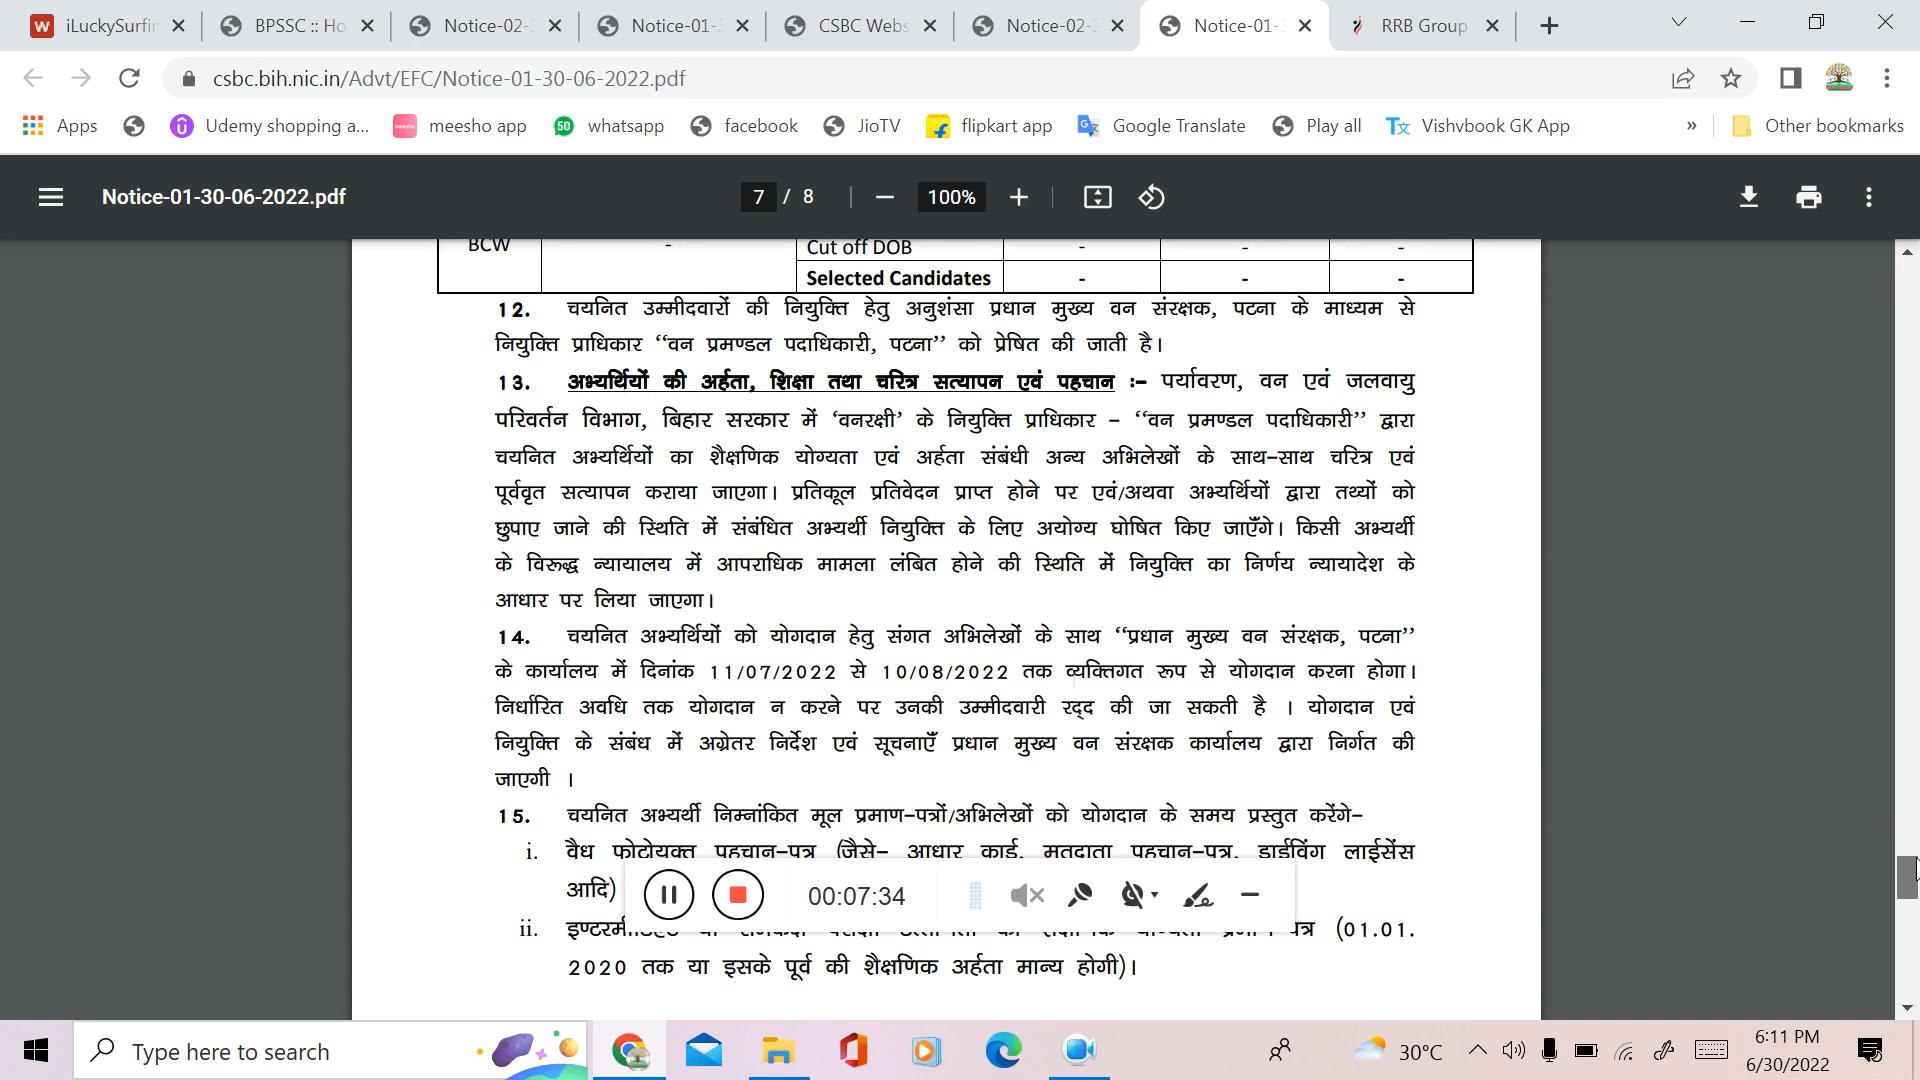 iLuckySurfi
BPSSC :: Ho
Notice-02-
Notice-01-
CSBC Webs
Notice-02-
Notice-01-
RRB Group
csbc.bih.nic.in/Advt/EFC/Notice-01-30-06-2022.pdf
Apps
Udemy shopping a...
meesho app
whatsapp
facebook
JioTV
flipkart app
Google Translate
Play all
Vishvbook GK App
»
Other bookmarks
Notice-01-30-06-2022.pdf
7 / 8
100%
BCW - Cut off DOB - - -
Selected Candidates - - -
12. चयनित उम्मीदवारों की नियुक्ति हेतु अनुशंसा प्रधान मुख्य वन संरक्षक, पटना के माध्यम से
नियुक्ति प्राधिकार ‘‘वन प्रमण्डल पदाधिकारी, पटना’’ को प्रेषित की जाती है।
13. अभ्यर्थियों की अर्हता, शिक्षा तथा चरित्र सत्यापन एवं पहचान :– पर्यावरण, वन एवं जलवायु
परिवर्तन विभाग, बिहार सरकार में ‘वनरक्षी’ के नियुक्ति प्राधिकार – ‘‘वन प्रमण्डल पदाधिकारी’’ द्वारा
चयनित अभ्यर्थियों का शैक्षणिक योग्यता एवं अर्हता संबंधी अन्य अभिलेखों के साथ–साथ चरित्र एवं
पूर्ववृत सत्यापन कराया जाएगा। प्रतिकूल प्रतिवेदन प्राप्त होने पर एवं/अथवा अभ्यर्थियों द्वारा तथ्यों को
छुपाए जाने की स्थिति में संबंधित अभ्यर्थी नियुक्ति के लिए अयोग्य घोषित किए जाएँगे। किसी अभ्यर्थी
के विरूद्ध न्यायालय में आपराधिक मामला लंबित होने की स्थिति में नियुक्ति का निर्णय न्यायादेश के
आधार पर लिया जाएगा।
14. चयनित अभ्यर्थियों को योगदान हेतु संगत अभिलेखों के साथ ‘‘प्रधान मुख्य वन संरक्षक, पटना’’
के कार्यालय में दिनांक 11/07/2022 से 10/08/2022 तक व्यक्तिगत रूप से योगदान करना होगा।
निर्धारित अवधि तक योगदान न करने पर उनकी उम्मीदवारी रद्द की जा सकती है । योगदान एवं
नियुक्ति के संबंध में अग्रेतर निर्देश एवं सूचनाएँ प्रधान मुख्य वन संरक्षक कार्यालय द्वारा निर्गत की
जाएगी ।
15. चयनित अभ्यर्थी निम्नांकित मूल प्रमाण–पत्रों/अभिलेखों को योगदान के समय प्रस्तुत करेंगे–
i. वैध फोटोयुक्त पहचान–पत्र (जैसे– आधार कार्ड, मतदाता पहचान–पत्र, ड्राईविंग लाईसेंस
आदि)
00:07:34
ii. पत्र (01.01.
2020 तक या इसके पूर्व की शैक्षणिक अर्हता मान्य होगी)।
Type here to search
30°C
6:11 PM
6/30/2022